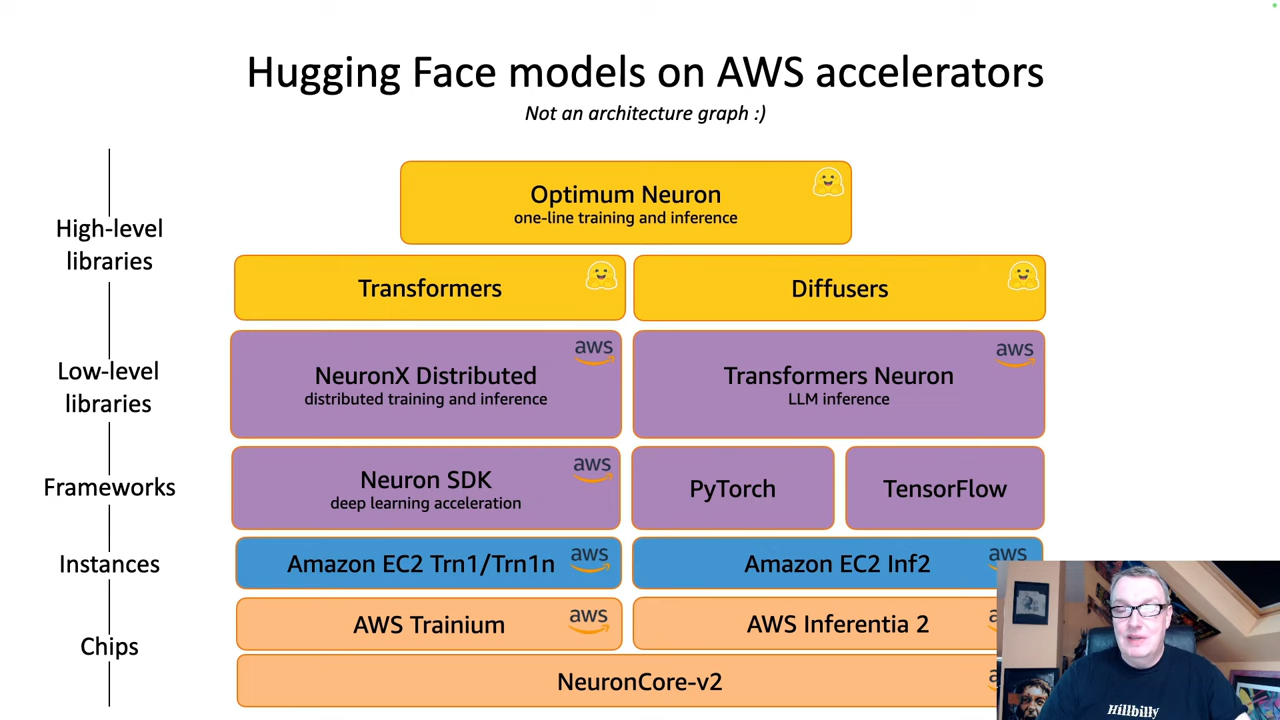 Hugging Face models on AWS accelerators
Not an architecture graph :)
High-level
libraries
Optimum Neuron
one-line training and inference
Transformers
Diffusers
Low-level
libraries
aws
NeuronX Distributed
distributed training and inference
aws
Transformers Neuron
LLM inference
Frameworks
aws
Neuron SDK
deep learning acceleration
PyTorch
TensorFlow
Instances
Amazon EC2 Trn1/Trn1n
aws
Amazon EC2 Inf2
aws
Chips
AWS Trainium
aws
AWS Inferentia 2
NeuronCore-v2
Hillbilly